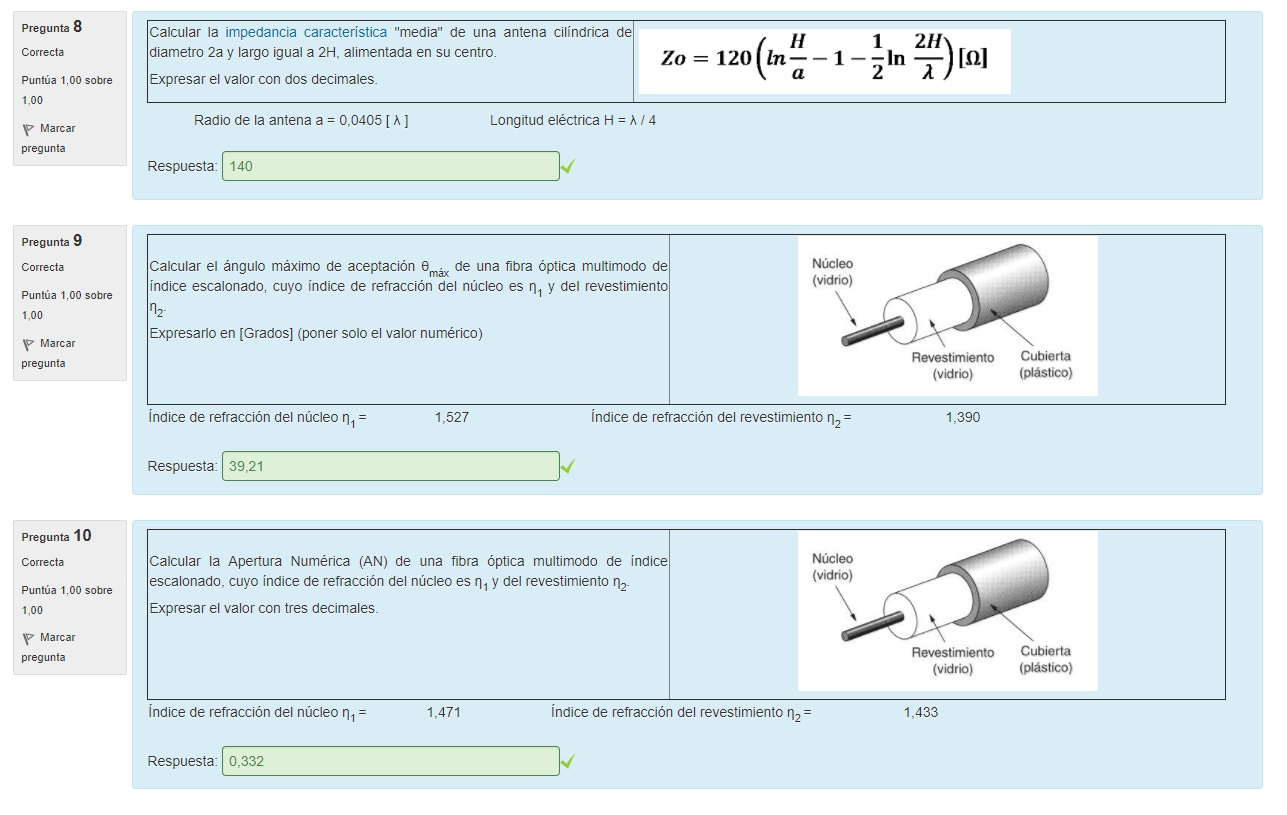 Pregunta 8
Correcta
Puntúa 1,00 sobre
1,00
Marcar
pregunta
Calcular la impedancia característica "media" de una antena cilíndrica de
diametro 2a y largo igual a 2H, alimentada en su centro.
Expresar el valor con dos decimales.
Zo = 120(ln H/a − 1 − 1/2 ln 2H/λ)[Ω]
Radio de la antena a = 0,0405 [ λ ]
Longitud eléctrica H = λ / 4
Respuesta: 140
Pregunta 9
Correcta
Puntúa 1,00 sobre
1,00
Marcar
pregunta
Calcular el ángulo máximo de aceptación θmáx de una fibra óptica multimodo de
índice escalonado, cuyo índice de refracción del núcleo es η1 y del revestimiento
η2.
Expresarlo en [Grados] (poner solo el valor numérico)
Núcleo
(vidrio)
Revestimiento
(vidrio)
Cubierta
(plástico)
Índice de refracción del núcleo η1 = 1,527
Índice de refracción del revestimiento η2 = 1,390
Respuesta: 39,21
Pregunta 10
Correcta
Puntúa 1,00 sobre
1,00
Marcar
pregunta
Calcular la Apertura Numérica (AN) de una fibra óptica multimodo de índice
escalonado, cuyo índice de refracción del núcleo es η1 y del revestimiento η2.
Expresar el valor con tres decimales.
Núcleo
(vidrio)
Revestimiento
(vidrio)
Cubierta
(plástico)
Índice de refracción del núcleo η1 = 1,471
Índice de refracción del revestimiento η2 = 1,433
Respuesta: 0,332